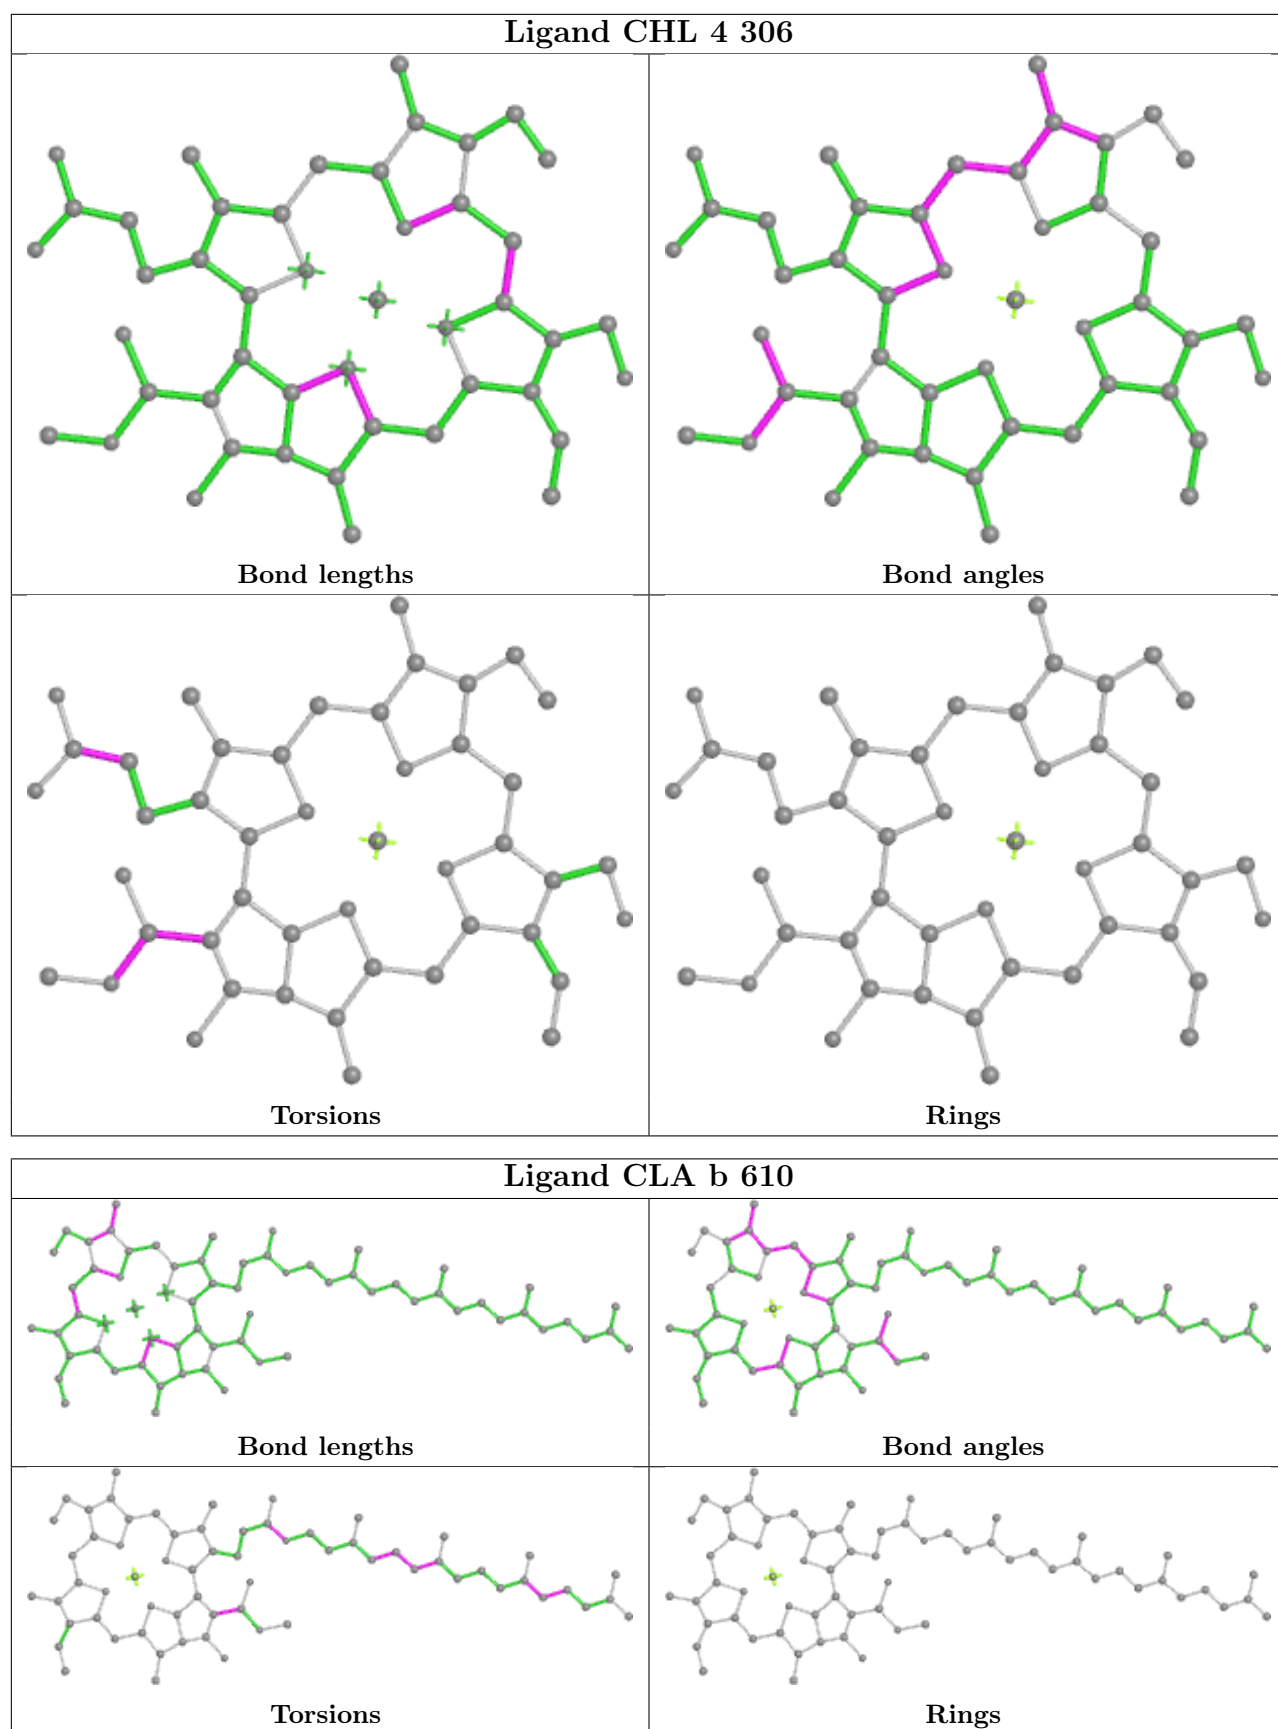 Ligand CHL 4 306
Bond lengths
Bond angles
Torsions
Rings
Ligand CLA b 610
Bond lengths
Bond angles
Torsions
Rings